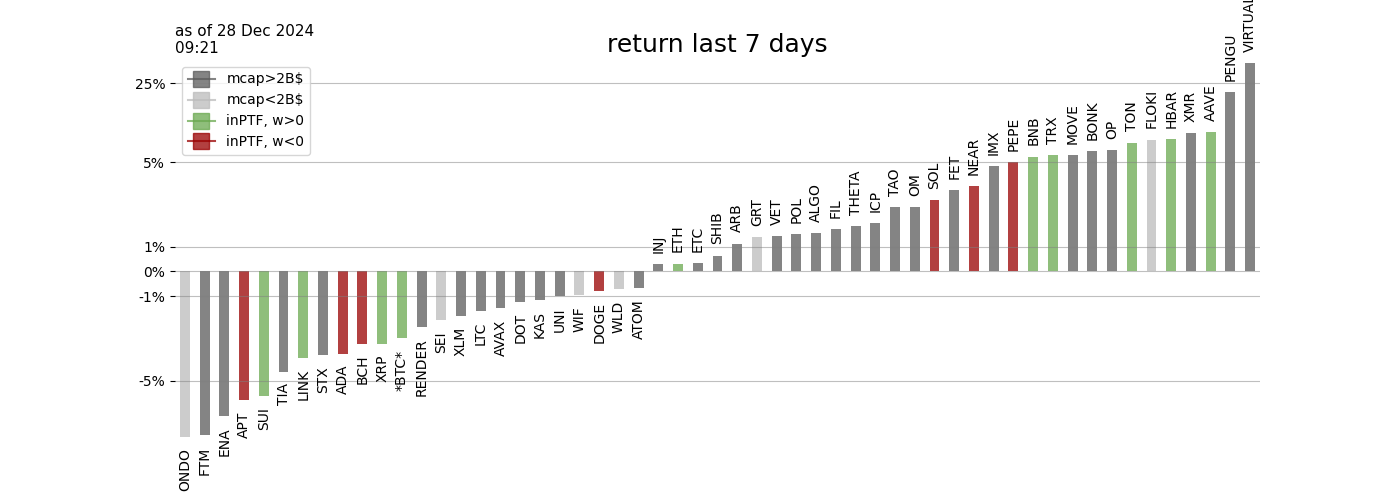 as of 28 Dec 2024
09:21
return last 7 days
mcap>2B$
mcap<2B$
inPTF, w>0
inPTF, w<0
25%
5%
1%
0%
-1%
-5%
ONDO
FTM
ENA
APT
SUI
TIA
LINK
STX
ADA
BCH
XRP
*BTC*
RENDER
SEI
XLM
LTC
AVAX
DOT
KAS
UNI
WIF
DOGE
WLD
ATOM
INJ
ETH
ETC
SHIB
ARB
GRT
VET
POL
ALGO
FIL
THETA
ICP
TAO
OM
SOL
FET
NEAR
IMX
PEPE
BNB
TRX
MOVE
BONK
OP
TON
FLOKI
HBAR
XMR
AAVE
PENGU
VIRTUAL